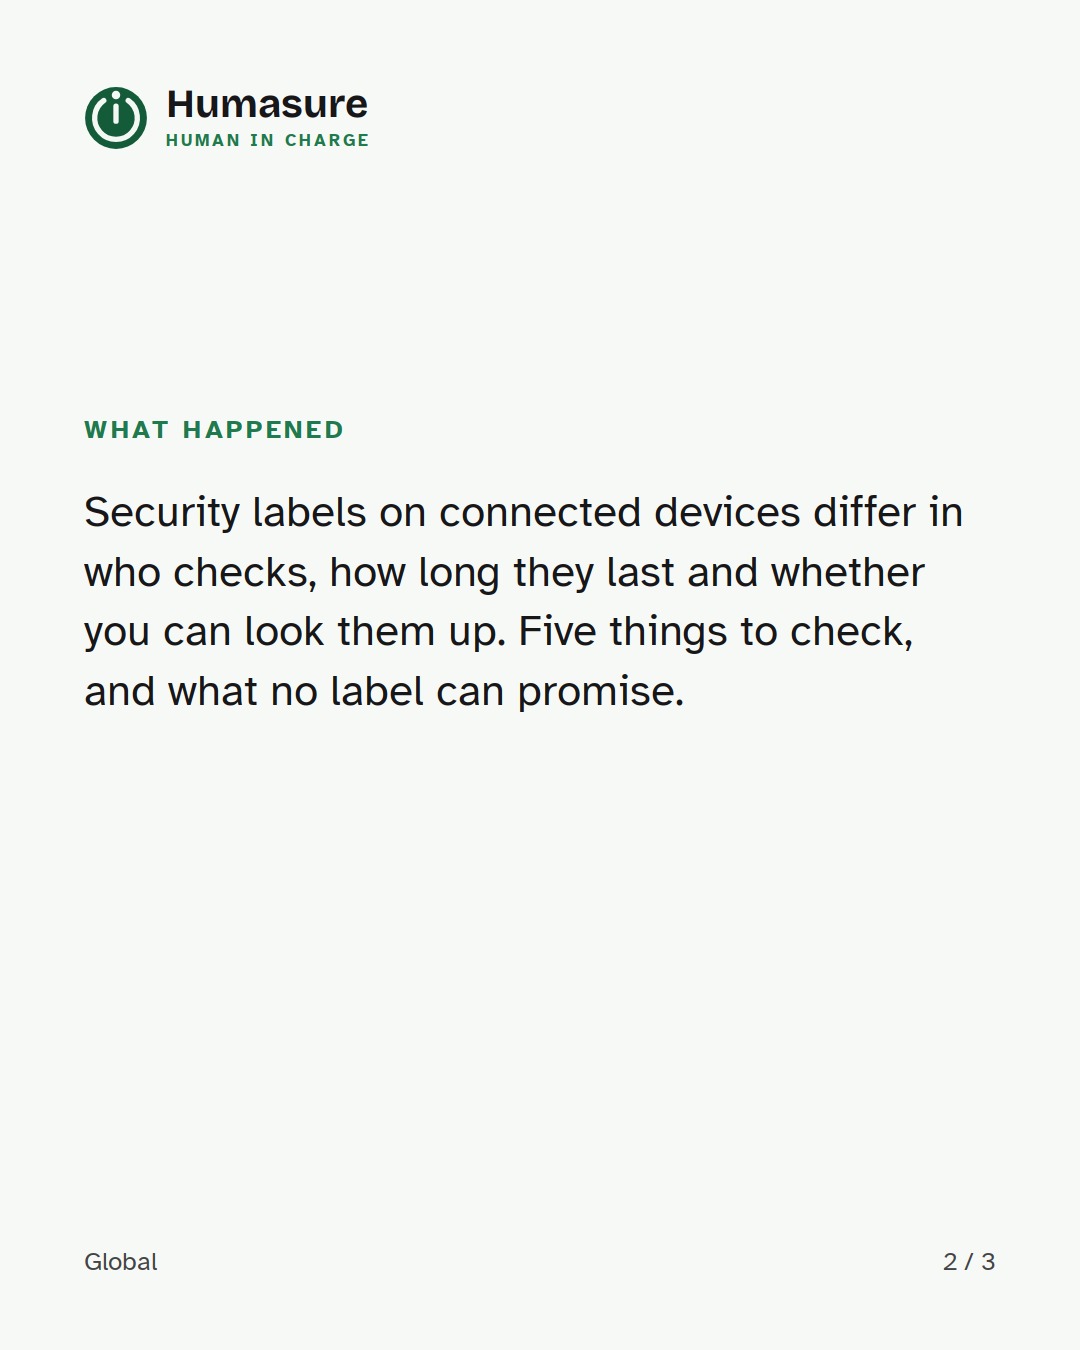 Humasure
HUMAN IN CHARGE
WHAT HAPPENED
Security labels on connected devices differ in
who checks, how long they last and whether
you can look them up. Five things to check,
and what no label can promise.
Global
2 / 3